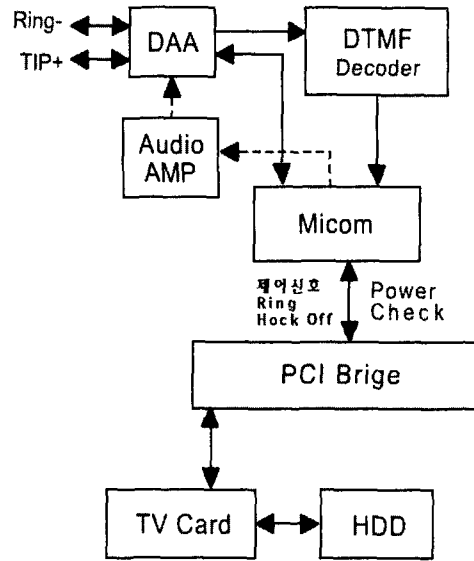 Ring-
TIP+
DAA
DTMF
Decoder
Audio
AMP
Micom
제어신호
Ring
Hock Off
Power
Check
PCI Brige
TV Card
HDD